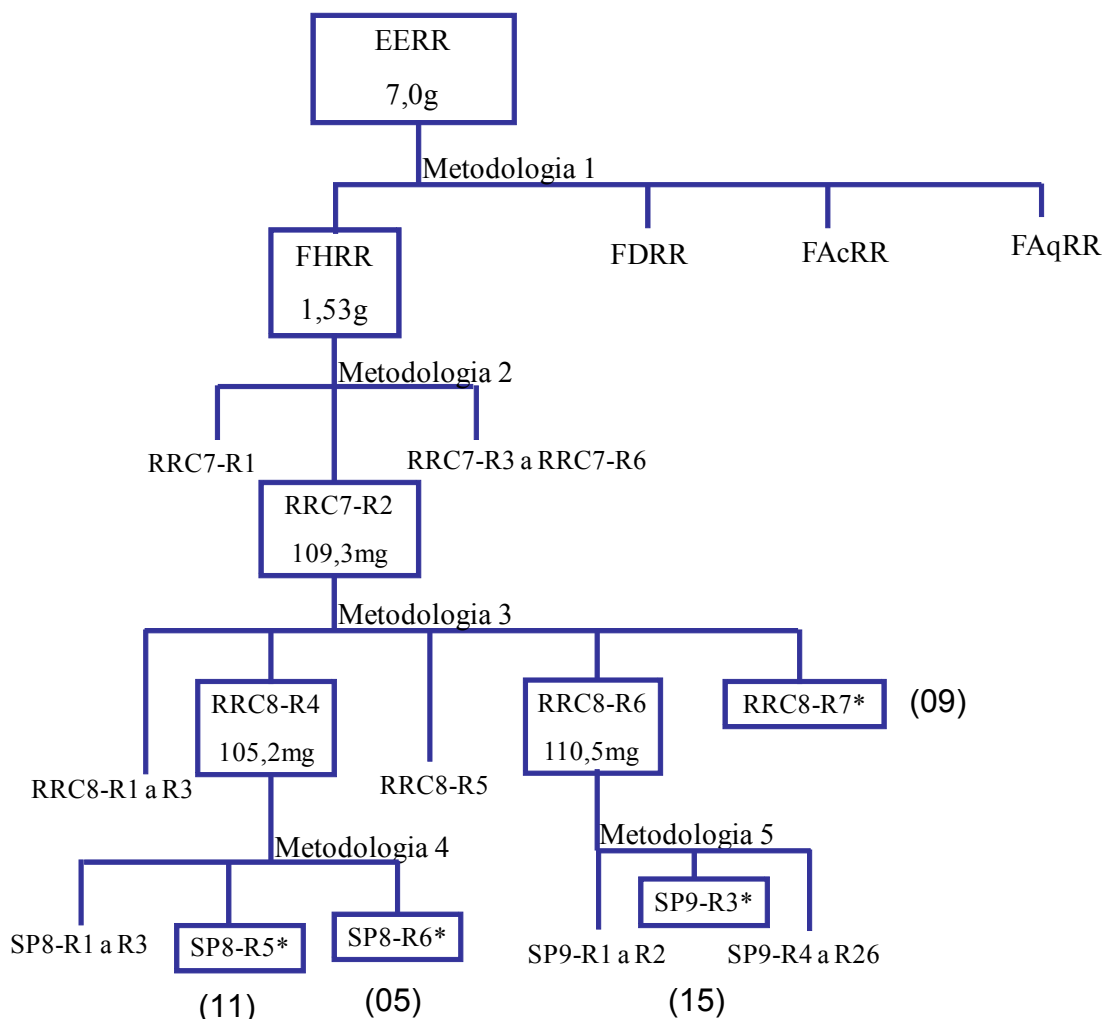 EERR
7,0g
Metodologia 1
FHRR
1,53g
FDRR
FAcRR
FAqRR
Metodologia 2
RRC7-R1
RRC7-R3 a RRC7-R6
RRC7-R2
109,3mg
Metodologia 3
RRC8-R4
105,2mg
RRC8-R6
110,5mg
RRC8-R7*
(09)
RRC8-R1 a R3
RRC8-R5
Metodologia 4
Metodologia 5
SP8-R1 a R3
SP8-R5*
SP8-R6*
SP9-R3*
SP9-R1 a R2
SP9-R4 a R26
(11)
(05)
(15)